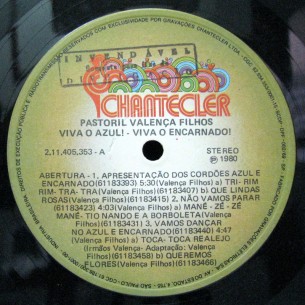 INVENDÁVEL
CHANTECLER
PASTORIL VALENÇA FILHOS
VIVA O AZUL! - VIVA O ENCARNADO!
2.11.405.353 - A
STEREO
℗ 1980
ABERTURA - 1. APRESENTAÇÃO DOS CORDÕES AZUL E
ENCARNADO(61183393) 5:30(Valença Filhos) a) TRI- RIM
RIM- TRA- TRA(Valença Filhos)(61183407) b) QUE LINDAS
ROSAS(Valença Filhos)(61183415) 2. NÃO VAMOS PARAR
(6118423) 4:03(Valença Filhos) a) MANÉ - ZÉ - ZÉ
MANÉ- TIO NANDO E A BORBOLETA(Valença Filhos)
(61183431) 3. VAMOS DANÇAR
NO AZUL E NO ENCARNADO(61183440) 4:47
(Valença Filhos) a) TOCA- TOCA REALEJO
(Irmãos Valença- Adaptação: Valença
Filhos)(61183458) b) QUEREMOS
FLORES(Valença Filhos)(61183466)